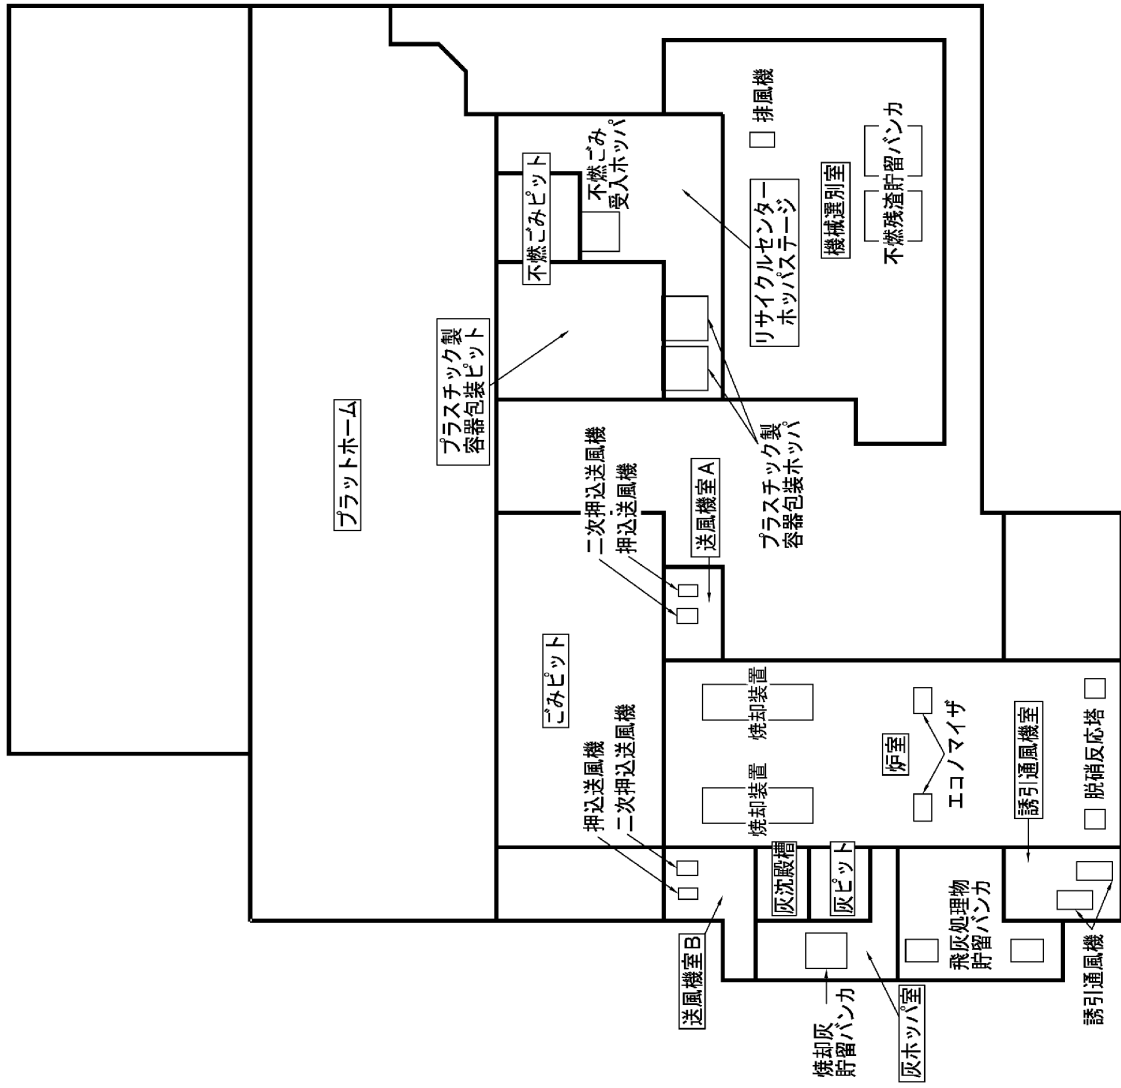 プラットホーム
プラスチック製
容器包装ピット
不燃ごみピット
不燃ごみ
受入ホッパ
排風機
機械選別室
不燃残渣貯留バンカ
リサイクルセンター
ホッパステージ
プラスチック製
容器包装ホッパ
二次押込送風機
押込送風機
送風機室A
ごみピット
押込送風機
二次押込送風機
焼却装置
焼却装置
炉室
エコノマイザ
脱硝反応塔
誘引通風機室
灰沈殿槽
灰ピット
飛灰処理物
貯留バンカ
誘引通風機
送風機室B
焼却灰
貯留バンカ
灰ホッパ室